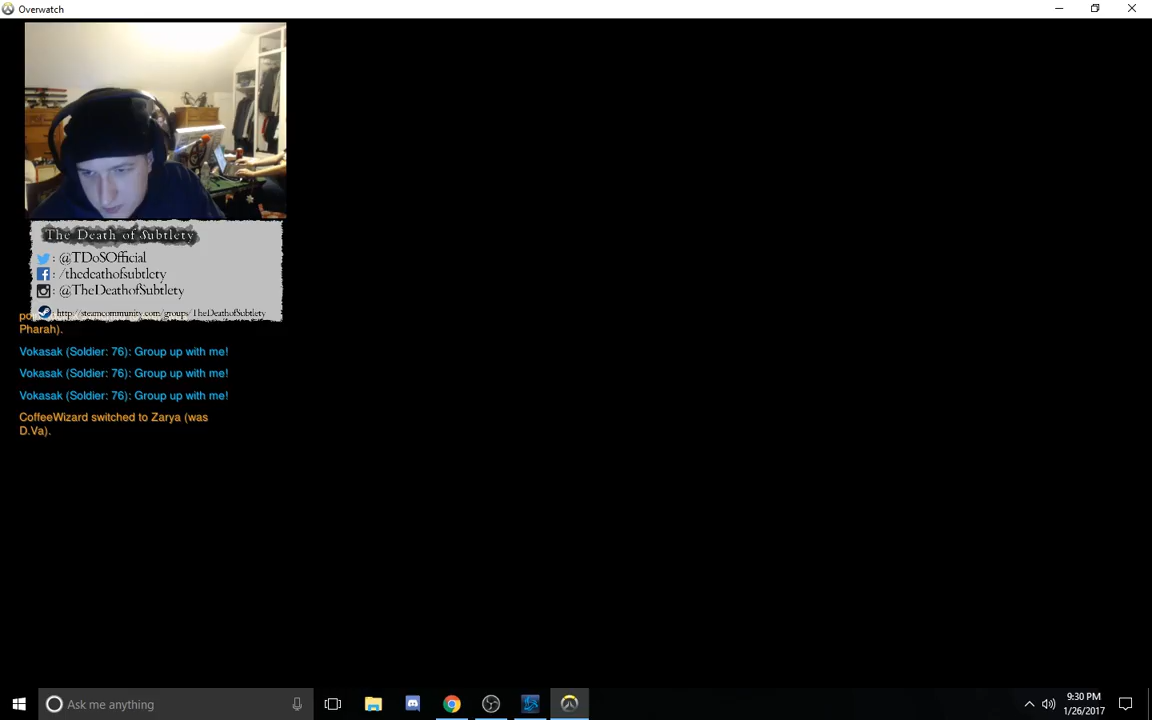 Overwatch
The Death of Subtlety
: @TDoSOfficial
: /thedeathofsubtlety
: @TheDeathofSubtlety
: http://steamcommunity.com/groups/TheDeathofSubtlety
Pharah).
Vokasak (Soldier: 76): Group up with me!
Vokasak (Soldier: 76): Group up with me!
Vokasak (Soldier: 76): Group up with me!
CoffeeWizard switched to Zarya (was
D.Va).
Ask me anything
9:30 PM
1/26/2017